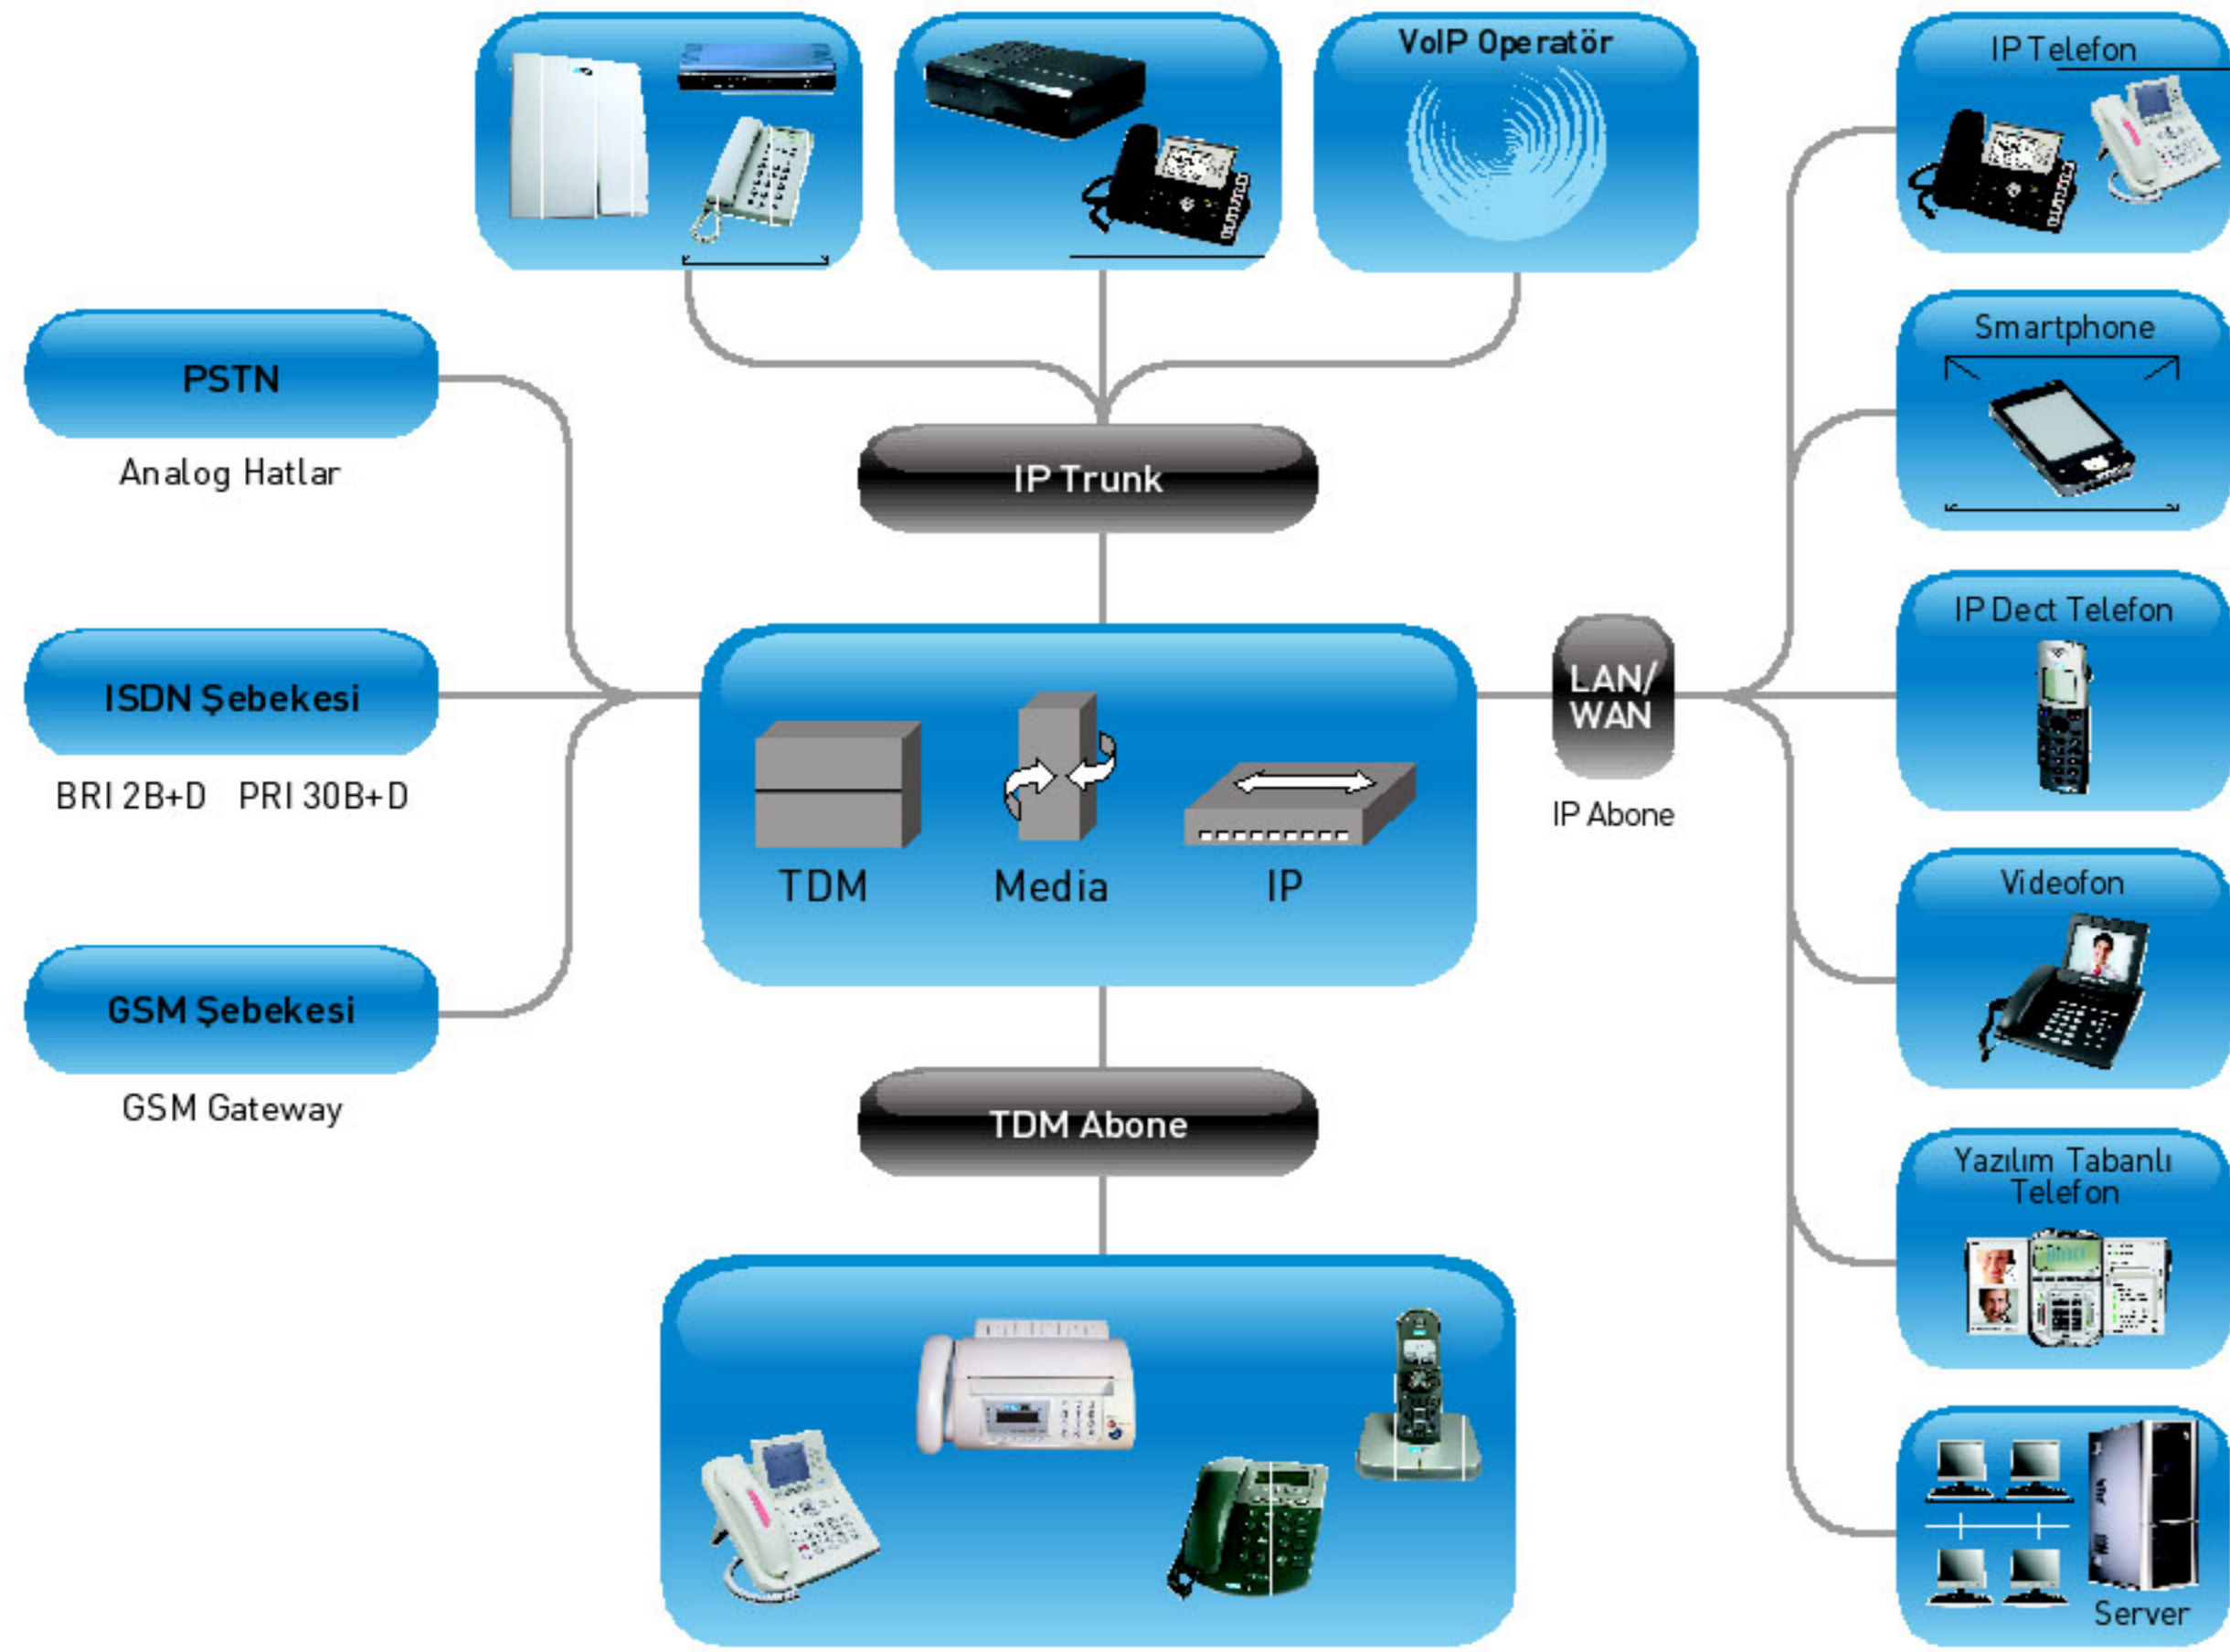 VoIP Operatör
IP Telefon
PSTN
Analog Hatlar
IP Trunk
Smartphone
ISDN Şebekesi
BRI 2B+D PRI 30B+D
TDM
Media
IP
LAN/
WAN
IP Abone
IP Dect Telefon
GSM Şebekesi
GSM Gateway
Videofon
TDM Abone
Yazılım Tabanlı
Telefon
Server